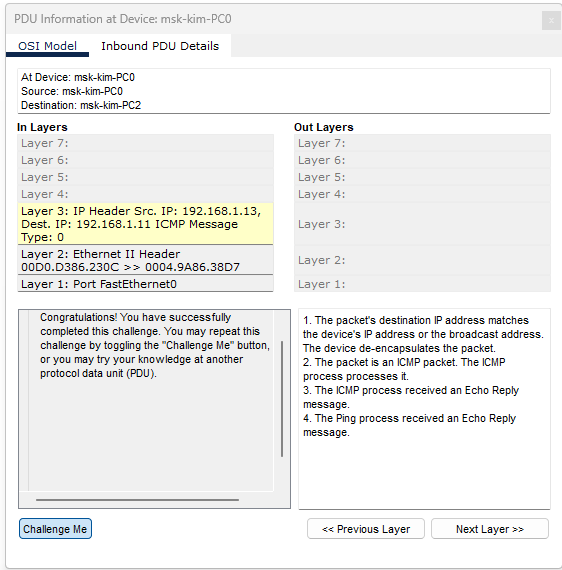 PDU Information at Device: msk-kim-PC0
x
OSI Model
Inbound PDU Details
At Device: msk-kim-PC0
Source: msk-kim-PC0
Destination: msk-kim-PC2
In Layers
Layer 7:
Layer 6:
Layer 5:
Layer 4:
Layer 3: IP Header Src. IP: 192.168.1.13,
Dest. IP: 192.168.1.11 ICMP Message
Type: 0
Layer 2: Ethernet II Header
00D0.D386.230C >> 0004.9A86.38D7
Layer 1: Port FastEthernet0
Out Layers
Layer 7:
Layer 6:
Layer 5:
Layer 4:
Layer 3:
Layer 2:
Layer 1:
Congratulations! You have successfully
completed this challenge. You may repeat this
challenge by toggling the "Challenge Me" button,
or you may try your knowledge at another
protocol data unit (PDU).
1. The packet's destination IP address matches
the device's IP address or the broadcast address.
The device de-encapsulates the packet.
2. The packet is an ICMP packet. The ICMP
process processes it.
3. The ICMP process received an Echo Reply
message.
4. The Ping process received an Echo Reply
message.
Challenge Me
<< Previous Layer
Next Layer >>